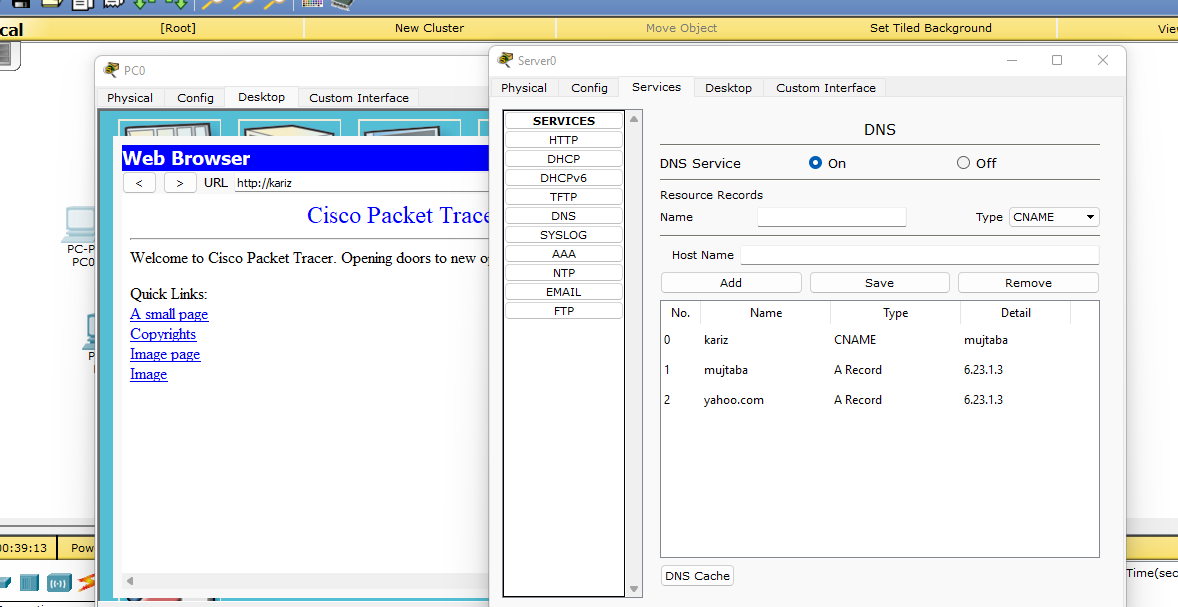 cal
[Root]
New Cluster
Move Object
Set Tiled Background
View
PC0
Physical
Config
Desktop
Custom Interface
Web Browser
<
>
URL
http://kariz
Cisco Packet Trace
Welcome to Cisco Packet Tracer. Opening doors to new op
Quick Links:
A small page
Copyrights
Image page
Image
PC-P
PC0
P
00:39:13
Pow
Server0
Physical
Config
Services
Desktop
Custom Interface
SERVICES
HTTP
DHCP
DHCPv6
TFTP
DNS
SYSLOG
AAA
NTP
EMAIL
FTP
DNS
DNS Service
On
Off
Resource Records
Name
Type
CNAME
Host Name
Add
Save
Remove
No. Name Type Detail
0 kariz CNAME mujtaba
1 mujtaba A Record 6.23.1.3
2 yahoo.com A Record 6.23.1.3
DNS Cache
Time(sec